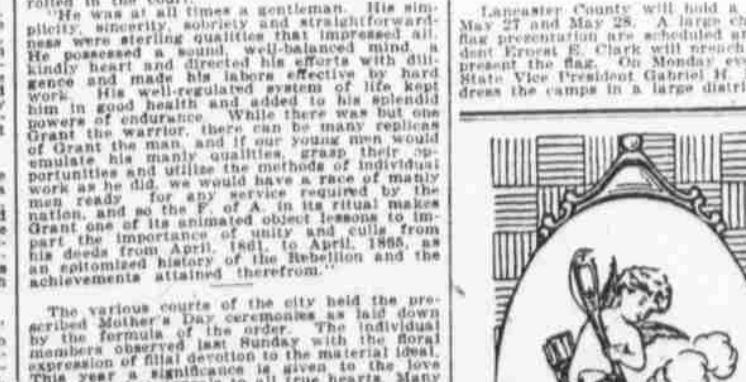 "He was at all times a gentleman. His sim-
plicity, sincerity, sobriety and straightforward-
ness were sterling qualities that impressed all.
He possessed a sound, well-balanced mind, a
kindly heart and directed his efforts with dili-
gence and made his labors effective by hard
work. His well-regulated system of life kept
him in good health and added to his splendid
powers of endurance. While there was but one
Grant the warrior, there can be many replicas
of Grant the man, and if our young men would
emulate his manly qualities, grasp their op-
portunities and utilize the methods of individual
work as he did, we would have a race of manly
men ready for any service required by the
nation, and so the F. of A. in its ritual makes
Grant one of its animated object lessons to im-
part the importance of unity and culls from
his deeds from April, 1861, to April, 1865, as
an epitomized history of the Rebellion and the
achievements attained therefrom."
The various courts of the city held the pre-
scribed Mother's Day ceremonies as laid down
by the formula of the order. The individual
members observed last Sunday with the floral
expression of filial devotion to the material ideal.
This year a significance is given to the love
to all true hearts. Many
Lancaster County will hold a
May 27 and May 28. A large
flag presentation are scheduled
dent Ernest E. Clark will preach
present the flag. On Monday
State Vice President Gabriel H.
dress the camps in a large